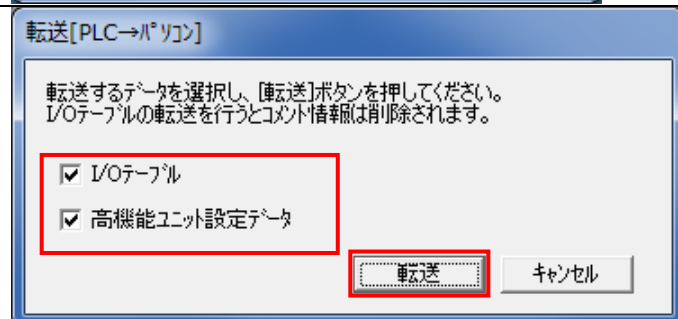 転送[PLC→ﾊﾟｿｺﾝ]
転送するﾃﾞｰﾀを選択し、[転送]ボタンを押してください。
I/Oテーブルの転送を行うとコメント情報は削除されます。
I/Oﾃｰﾌﾞﾙ
高機能ﾕﾆｯﾄ設定ﾃﾞｰﾀ
転送
ｷｬﾝｾﾙ